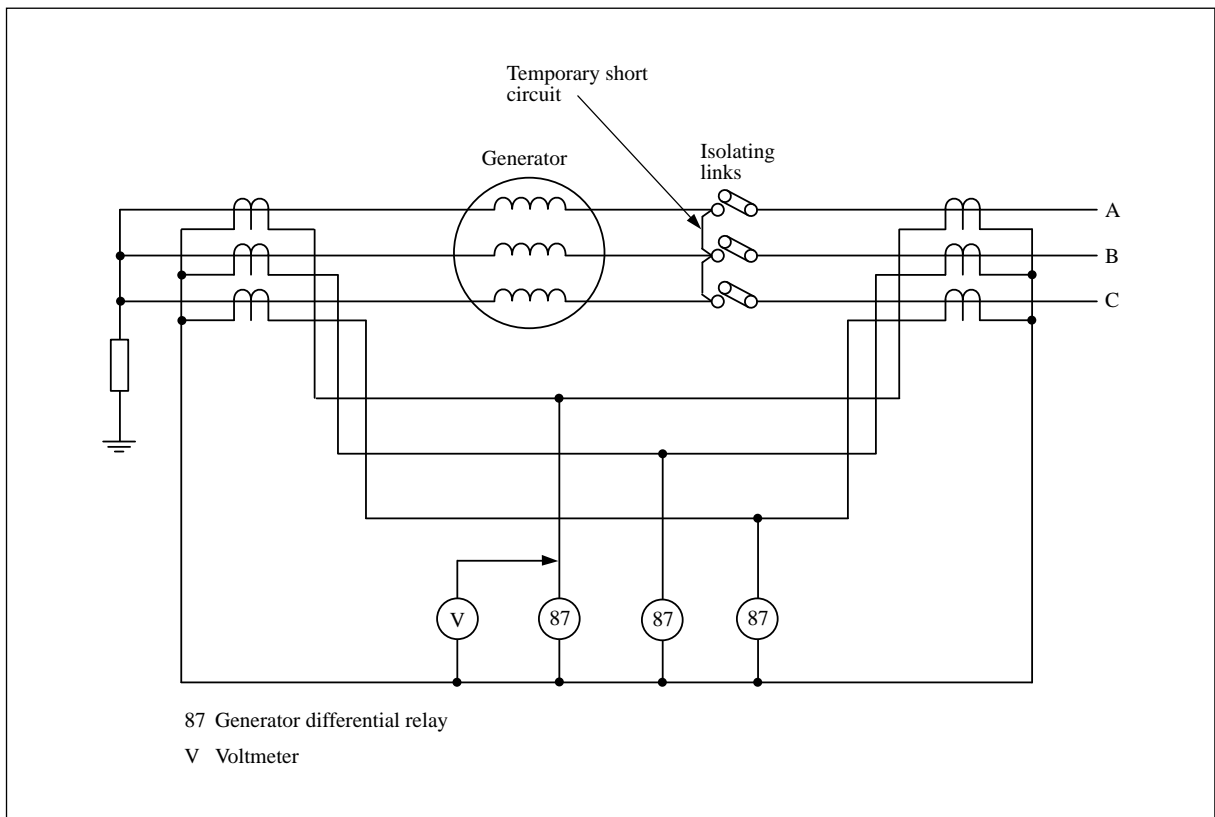 Temporary short
circuit
Generator
Isolating
links
A
B
C
V
87
87
87
87 Generator differential relay
V Voltmeter